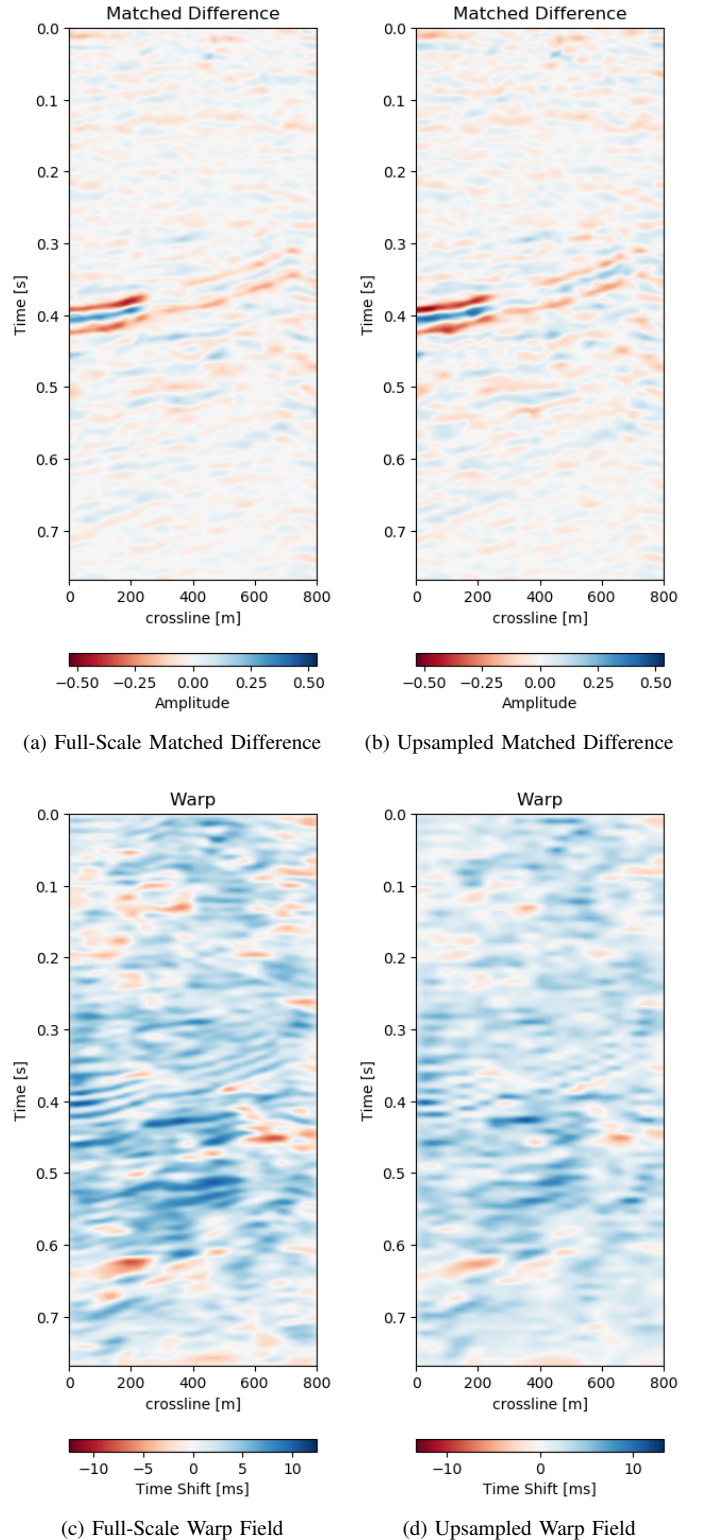 Matched Difference
Matched Difference
0.0
0.1
0.2
0.3
0.4
0.5
0.6
0.7
Time [s]
0 200 400 600 800
crossline [m]
0.0
0.1
0.2
0.3
0.4
0.5
0.6
0.7
Time [s]
0 200 400 600 800
crossline [m]
−0.50 −0.25 0.00 0.25 0.50
Amplitude
−0.50 −0.25 0.00 0.25 0.50
Amplitude
(a) Full-Scale Matched Difference
(b) Upsampled Matched Difference
Warp
Warp
0.0
0.1
0.2
0.3
0.4
0.5
0.6
0.7
Time [s]
0 200 400 600 800
crossline [m]
0.0
0.1
0.2
0.3
0.4
0.5
0.6
0.7
Time [s]
0 200 400 600 800
crossline [m]
−10 −5 0 5 10
Time Shift [ms]
−10 0 10
Time Shift [ms]
(c) Full-Scale Warp Field
(d) Upsampled Warp Field